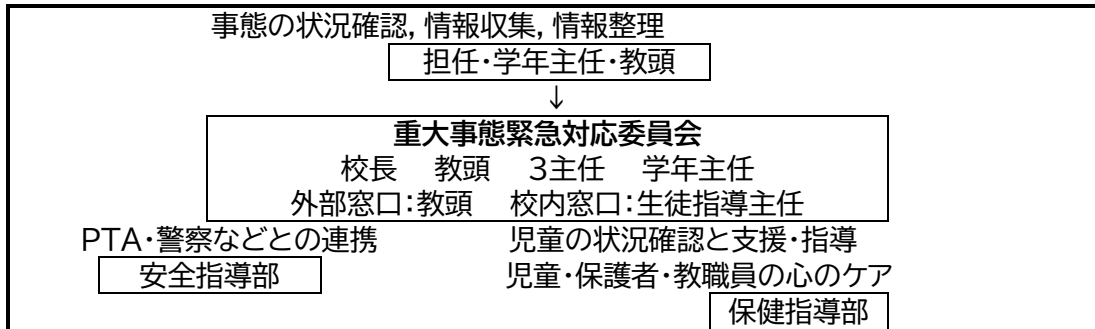 事態の状況確認,情報収集,情報整理
担任・学年主任・教頭
↓
重大事態緊急対応委員会
校長 教頭 3主任 学年主任
外部窓口:教頭 校内窓口:生徒指導主任
PTA・警察などとの連携 児童の状況確認と支援・指導
安全指導部 児童・保護者・教職員の心のケア
保健指導部